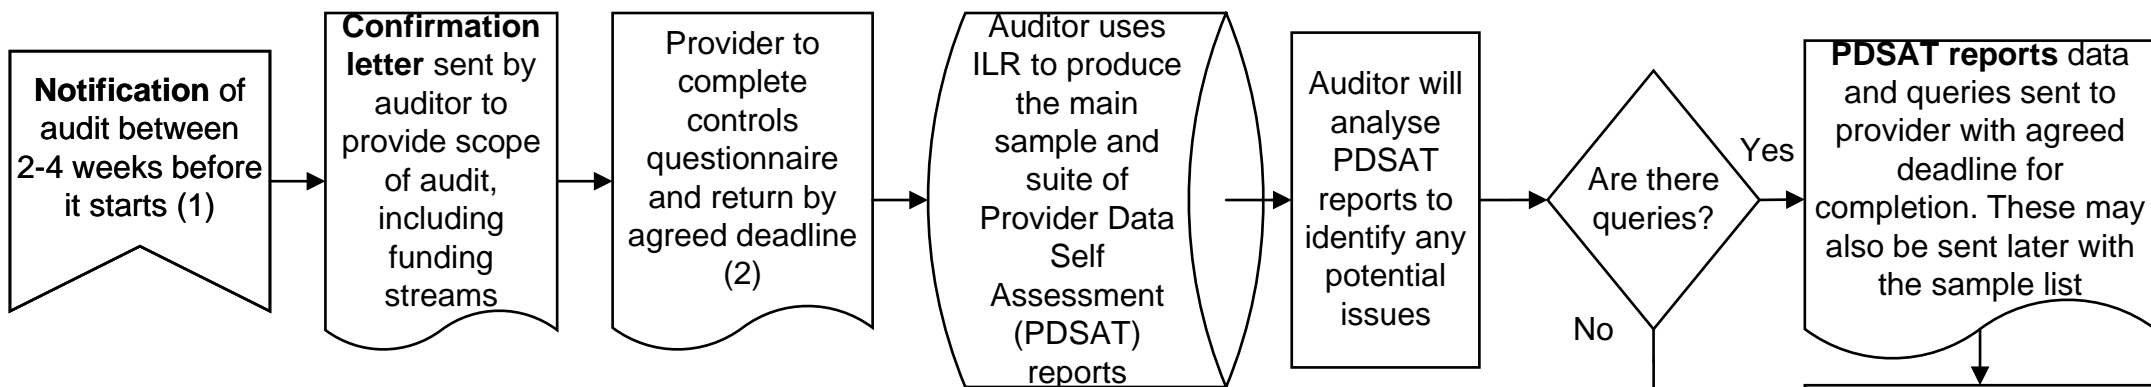 Notification of
audit between
2-4 weeks before
it starts (1)
Confirmation
letter sent by
auditor to
provide scope
of audit,
including
funding
streams
Provider to
complete
controls
questionnaire
and return by
agreed deadline
(2)
Auditor uses
ILR to produce
the main
sample and
suite of
Provider Data
Self
Assessment
(PDSAT)
reports
Auditor will
analyse
PDSAT
reports to
identify any
potential
issues
Are there
queries?
Yes
No
PDSAT reports data
and queries sent to
provider with agreed
deadline for
completion. These may
also be sent later with
the sample list